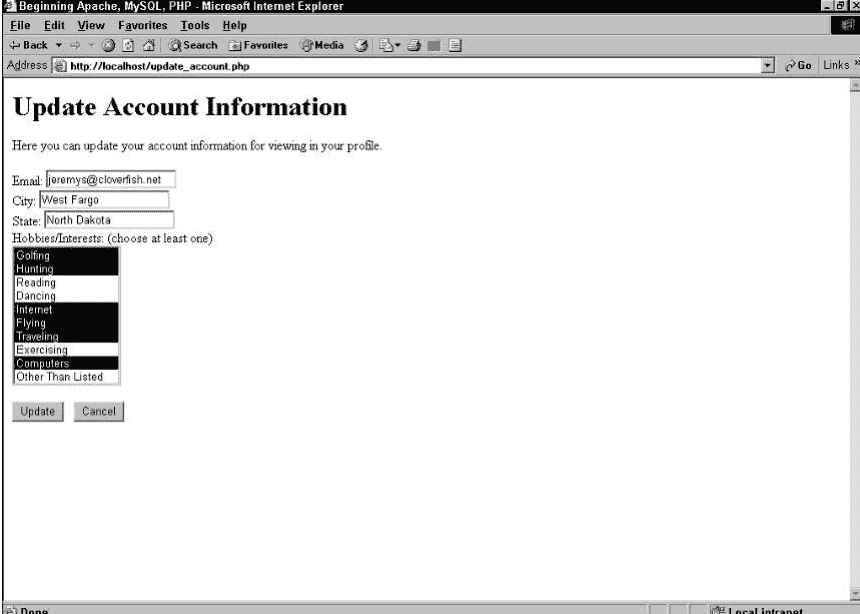 Beginning Apache, MySQL, PHP - Microsoft Internet Explorer
File Edit View Favorites Tools Help
Back Search Favorites Media
Address http://localhost/update_account.php Go Links »
Update Account Information
Here you can update your account information for viewing in your profile.
Email: jeremys@cloverfish.net
City: West Fargo
State: North Dakota
Hobbies/Interests: (choose at least one)
Golfing
Hunting
Reading
Dancing
Internet
Flying
Traveling
Exercising
Computers
Other Than Listed
Update Cancel
Done Local intranet